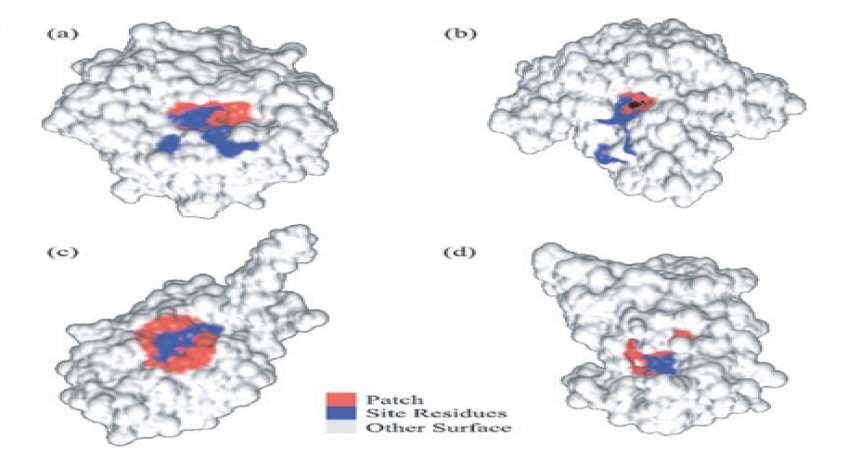 (a)
(b)
(c)
(d)
Patch
Site Residues
Other Surface